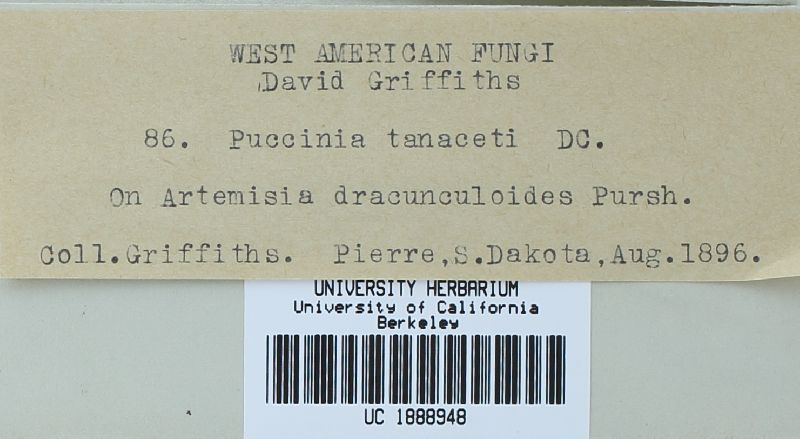 WEST AMERICAN FUNGI
David Griffiths
86. Puccinia tanaceti DC.
On Artemisia dracunculoides Pursh.
Coll.Griffiths. Pierre,S.Dakota,Aug.1896.
UNIVERSITY HERBARIUM
University of California
Berkeley
UC 1888948